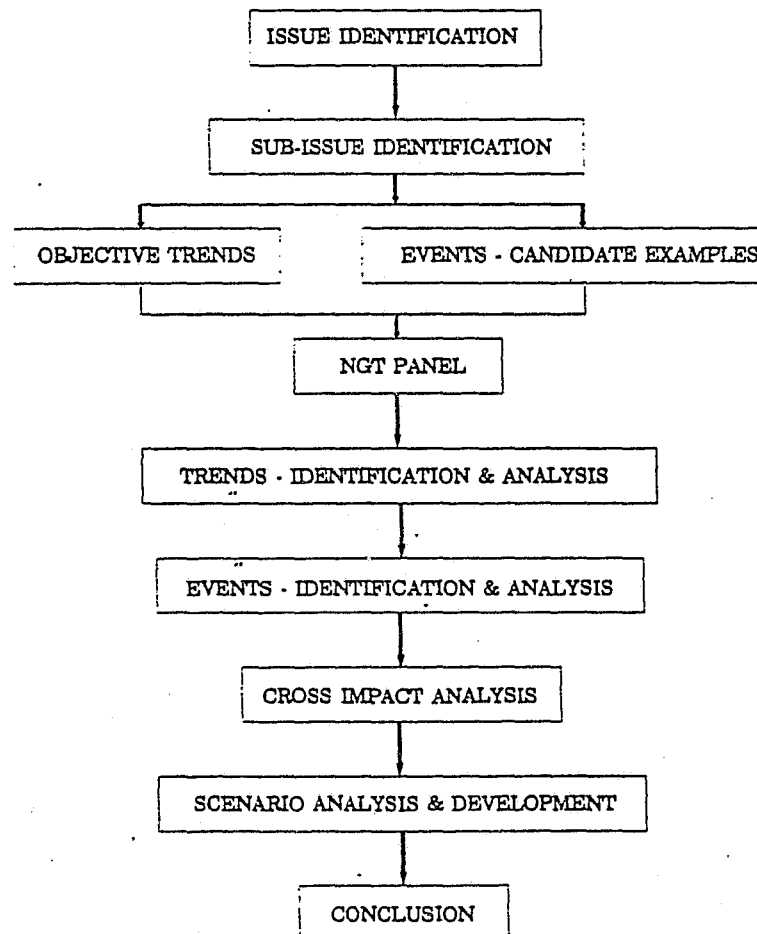 ISSUE IDENTIFICATION
SUB-ISSUE IDENTIFICATION
OBJECTIVE TRENDS
EVENTS - CANDIDATE EXAMPLES
NGT PANEL
TRENDS - IDENTIFICATION & ANALYSIS
EVENTS - IDENTIFICATION & ANALYSIS
CROSS IMPACT ANALYSIS
SCENARIO ANALYSIS & DEVELOPMENT
CONCLUSION